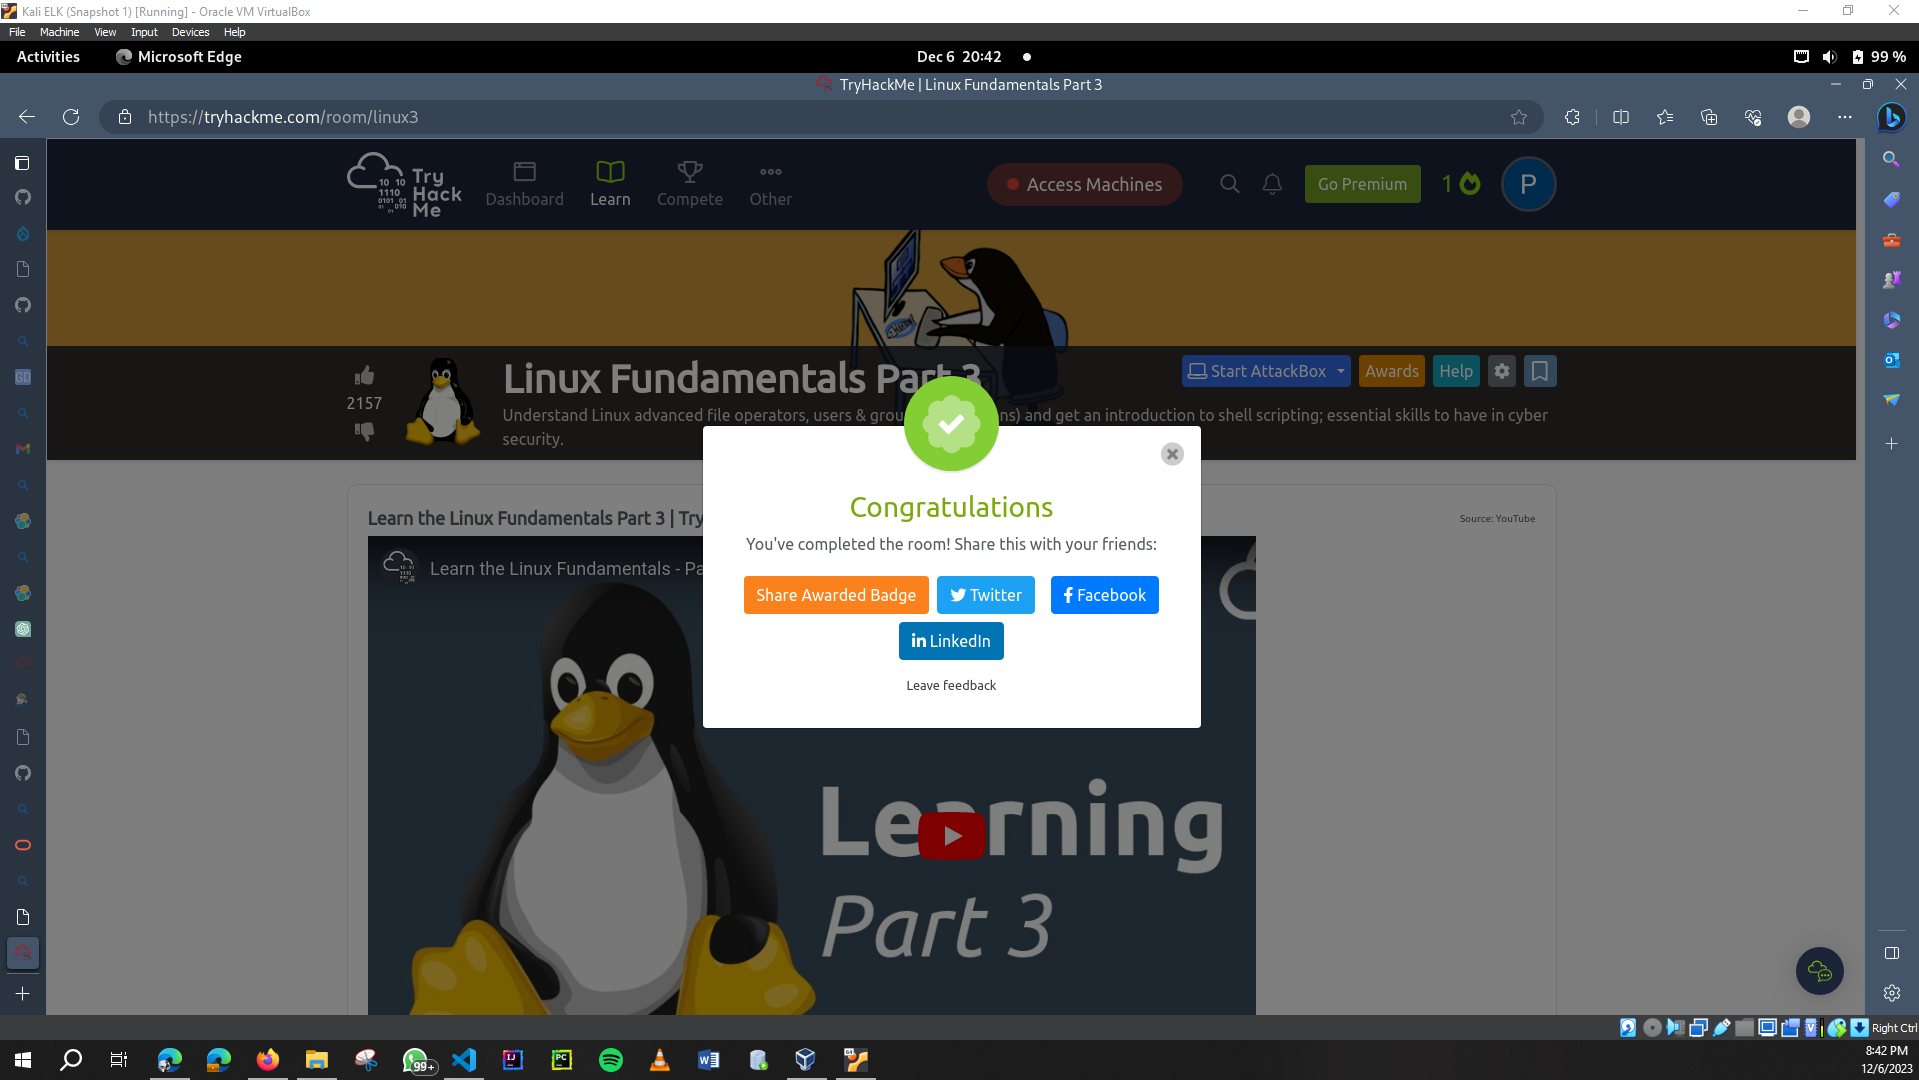 Kali ELK (Snapshot 1) [Running] - Oracle VM VirtualBox
File Machine View Input Devices Help
Activities Microsoft Edge Dec 6 20:42 99 %
TryHackMe | Linux Fundamentals Part 3
https://tryhackme.com/room/linux3
Try Hack Me
Dashboard Learn Compete Other Access Machines Go Premium 1 P
Linux Fundamentals Part 3
Start AttackBox Awards Help
2157
Understand Linux advanced file operators, users & grou ns) and get an introduction to shell scripting; essential skills to have in cyber
security.
Congratulations
Learn the Linux Fundamentals Part 3 | Try
Source: YouTube
You've completed the room! Share this with your friends:
Learn the Linux Fundamentals - Pa
Share Awarded Badge Twitter Facebook
LinkedIn
Leave feedback
Learning
Part 3
GD
Right Ctrl
99+
8:42 PM
12/6/2023